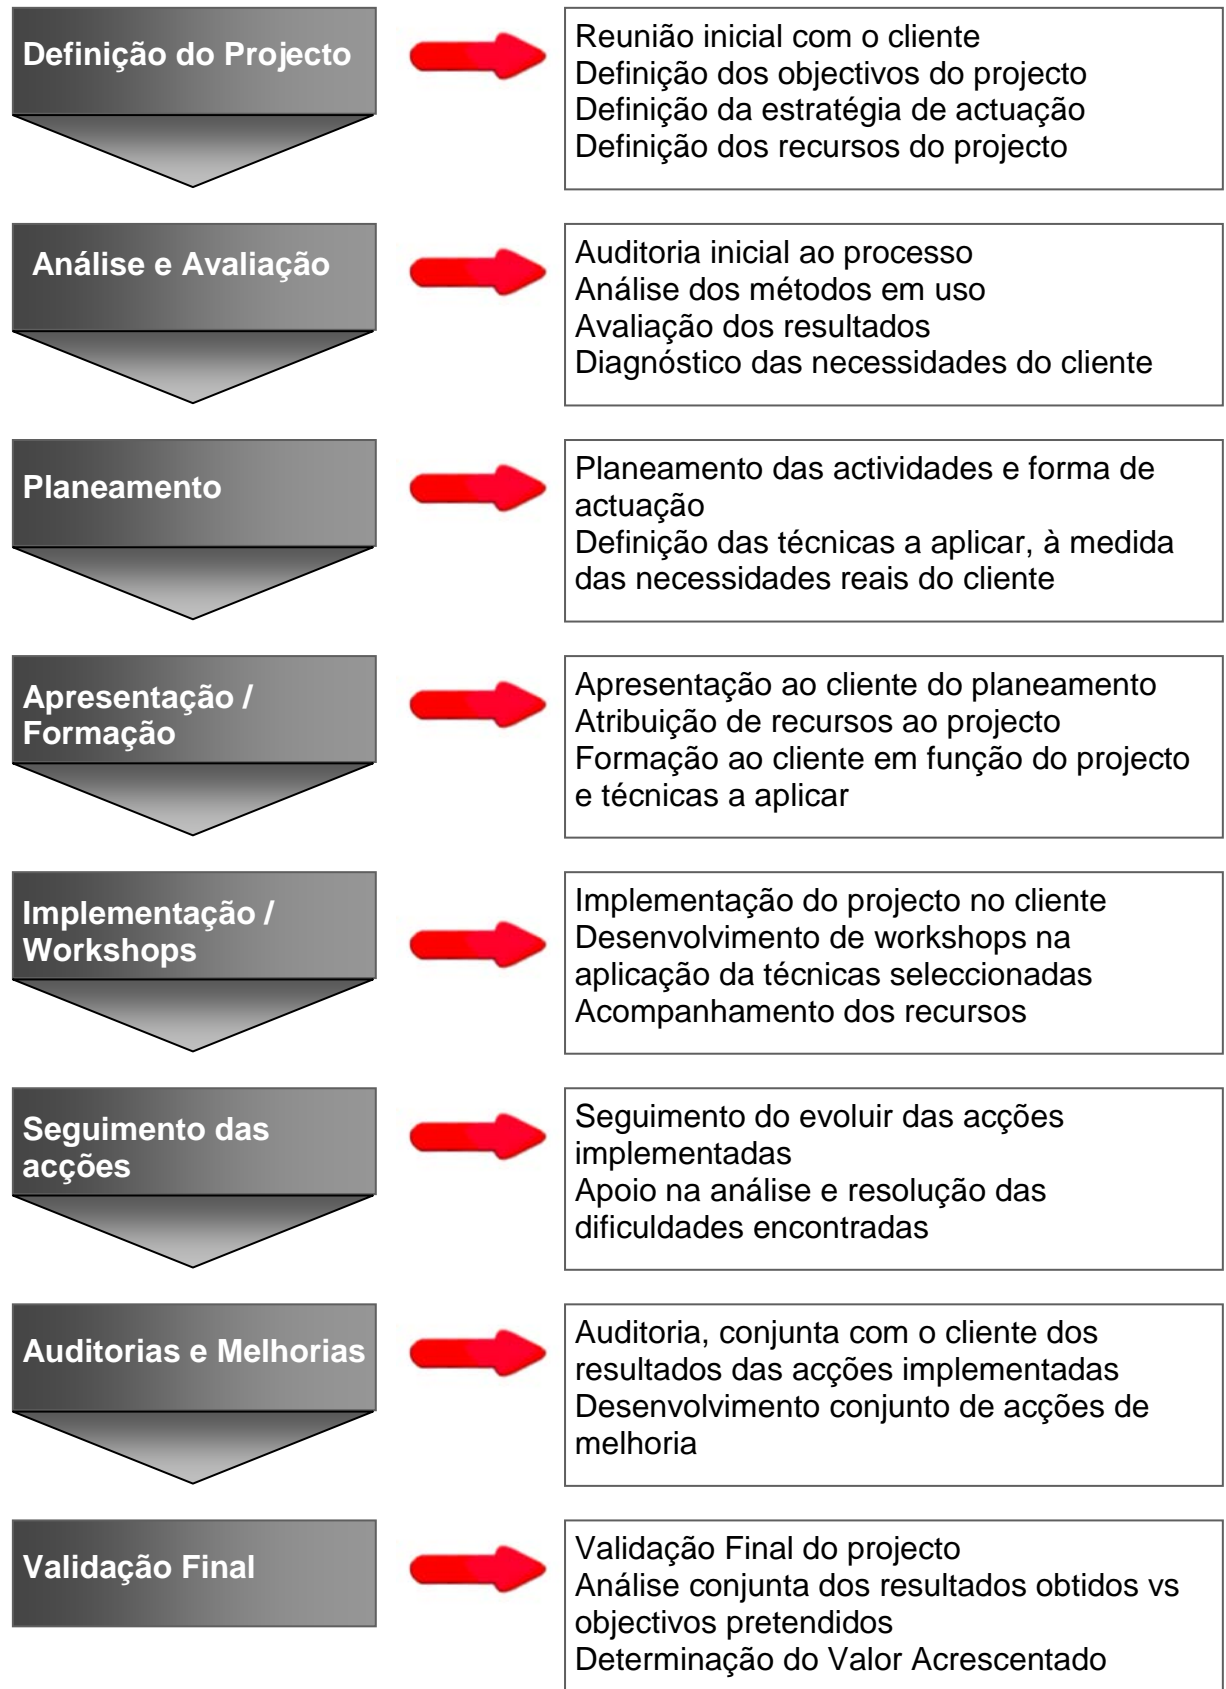 Definição do Projecto
Reunião inicial com o cliente
Definição dos objectivos do projecto
Definição da estratégia de actuação
Definição dos recursos do projecto
Análise e Avaliação
Auditoria inicial ao processo
Análise dos métodos em uso
Avaliação dos resultados
Diagnóstico das necessidades do cliente
Planeamento
Planeamento das actividades e forma de
actuação
Definição das técnicas a aplicar, à medida
das necessidades reais do cliente
Apresentação /
Formação
Apresentação ao cliente do planeamento
Atribuição de recursos ao projecto
Formação ao cliente em função do projecto
e técnicas a aplicar
Implementação /
Workshops
Implementação do projecto no cliente
Desenvolvimento de workshops na
aplicação da técnicas seleccionadas
Acompanhamento dos recursos
Seguimento das
acções
Seguimento do evoluir das acções
implementadas
Apoio na análise e resolução das
dificuldades encontradas
Auditorias e Melhorias
Auditoria, conjunta com o cliente dos
resultados das acções implementadas
Desenvolvimento conjunto de acções de
melhoria
Validação Final
Validação Final do projecto
Análise conjunta dos resultados obtidos vs
objectivos pretendidos
Determinação do Valor Acrescentado